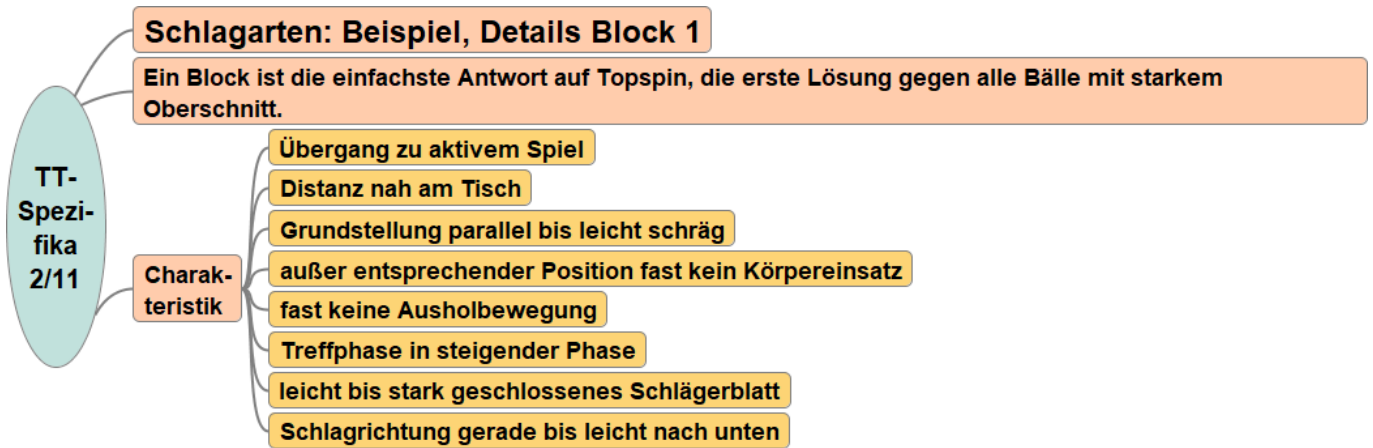 Schlagarten: Beispiel, Details Block 1
Ein Block ist die einfachste Antwort auf Topspin, die erste Lösung gegen alle Bälle mit starkem
Oberschnitt.
TT-
Spezi-
fika
2/11
Charak-
teristik
Übergang zu aktivem Spiel
Distanz nah am Tisch
Grundstellung parallel bis leicht schräg
außer entsprechender Position fast kein Körpereinsatz
fast keine Ausholbewegung
Treffphase in steigender Phase
leicht bis stark geschlossenes Schlägerblatt
Schlagrichtung gerade bis leicht nach unten